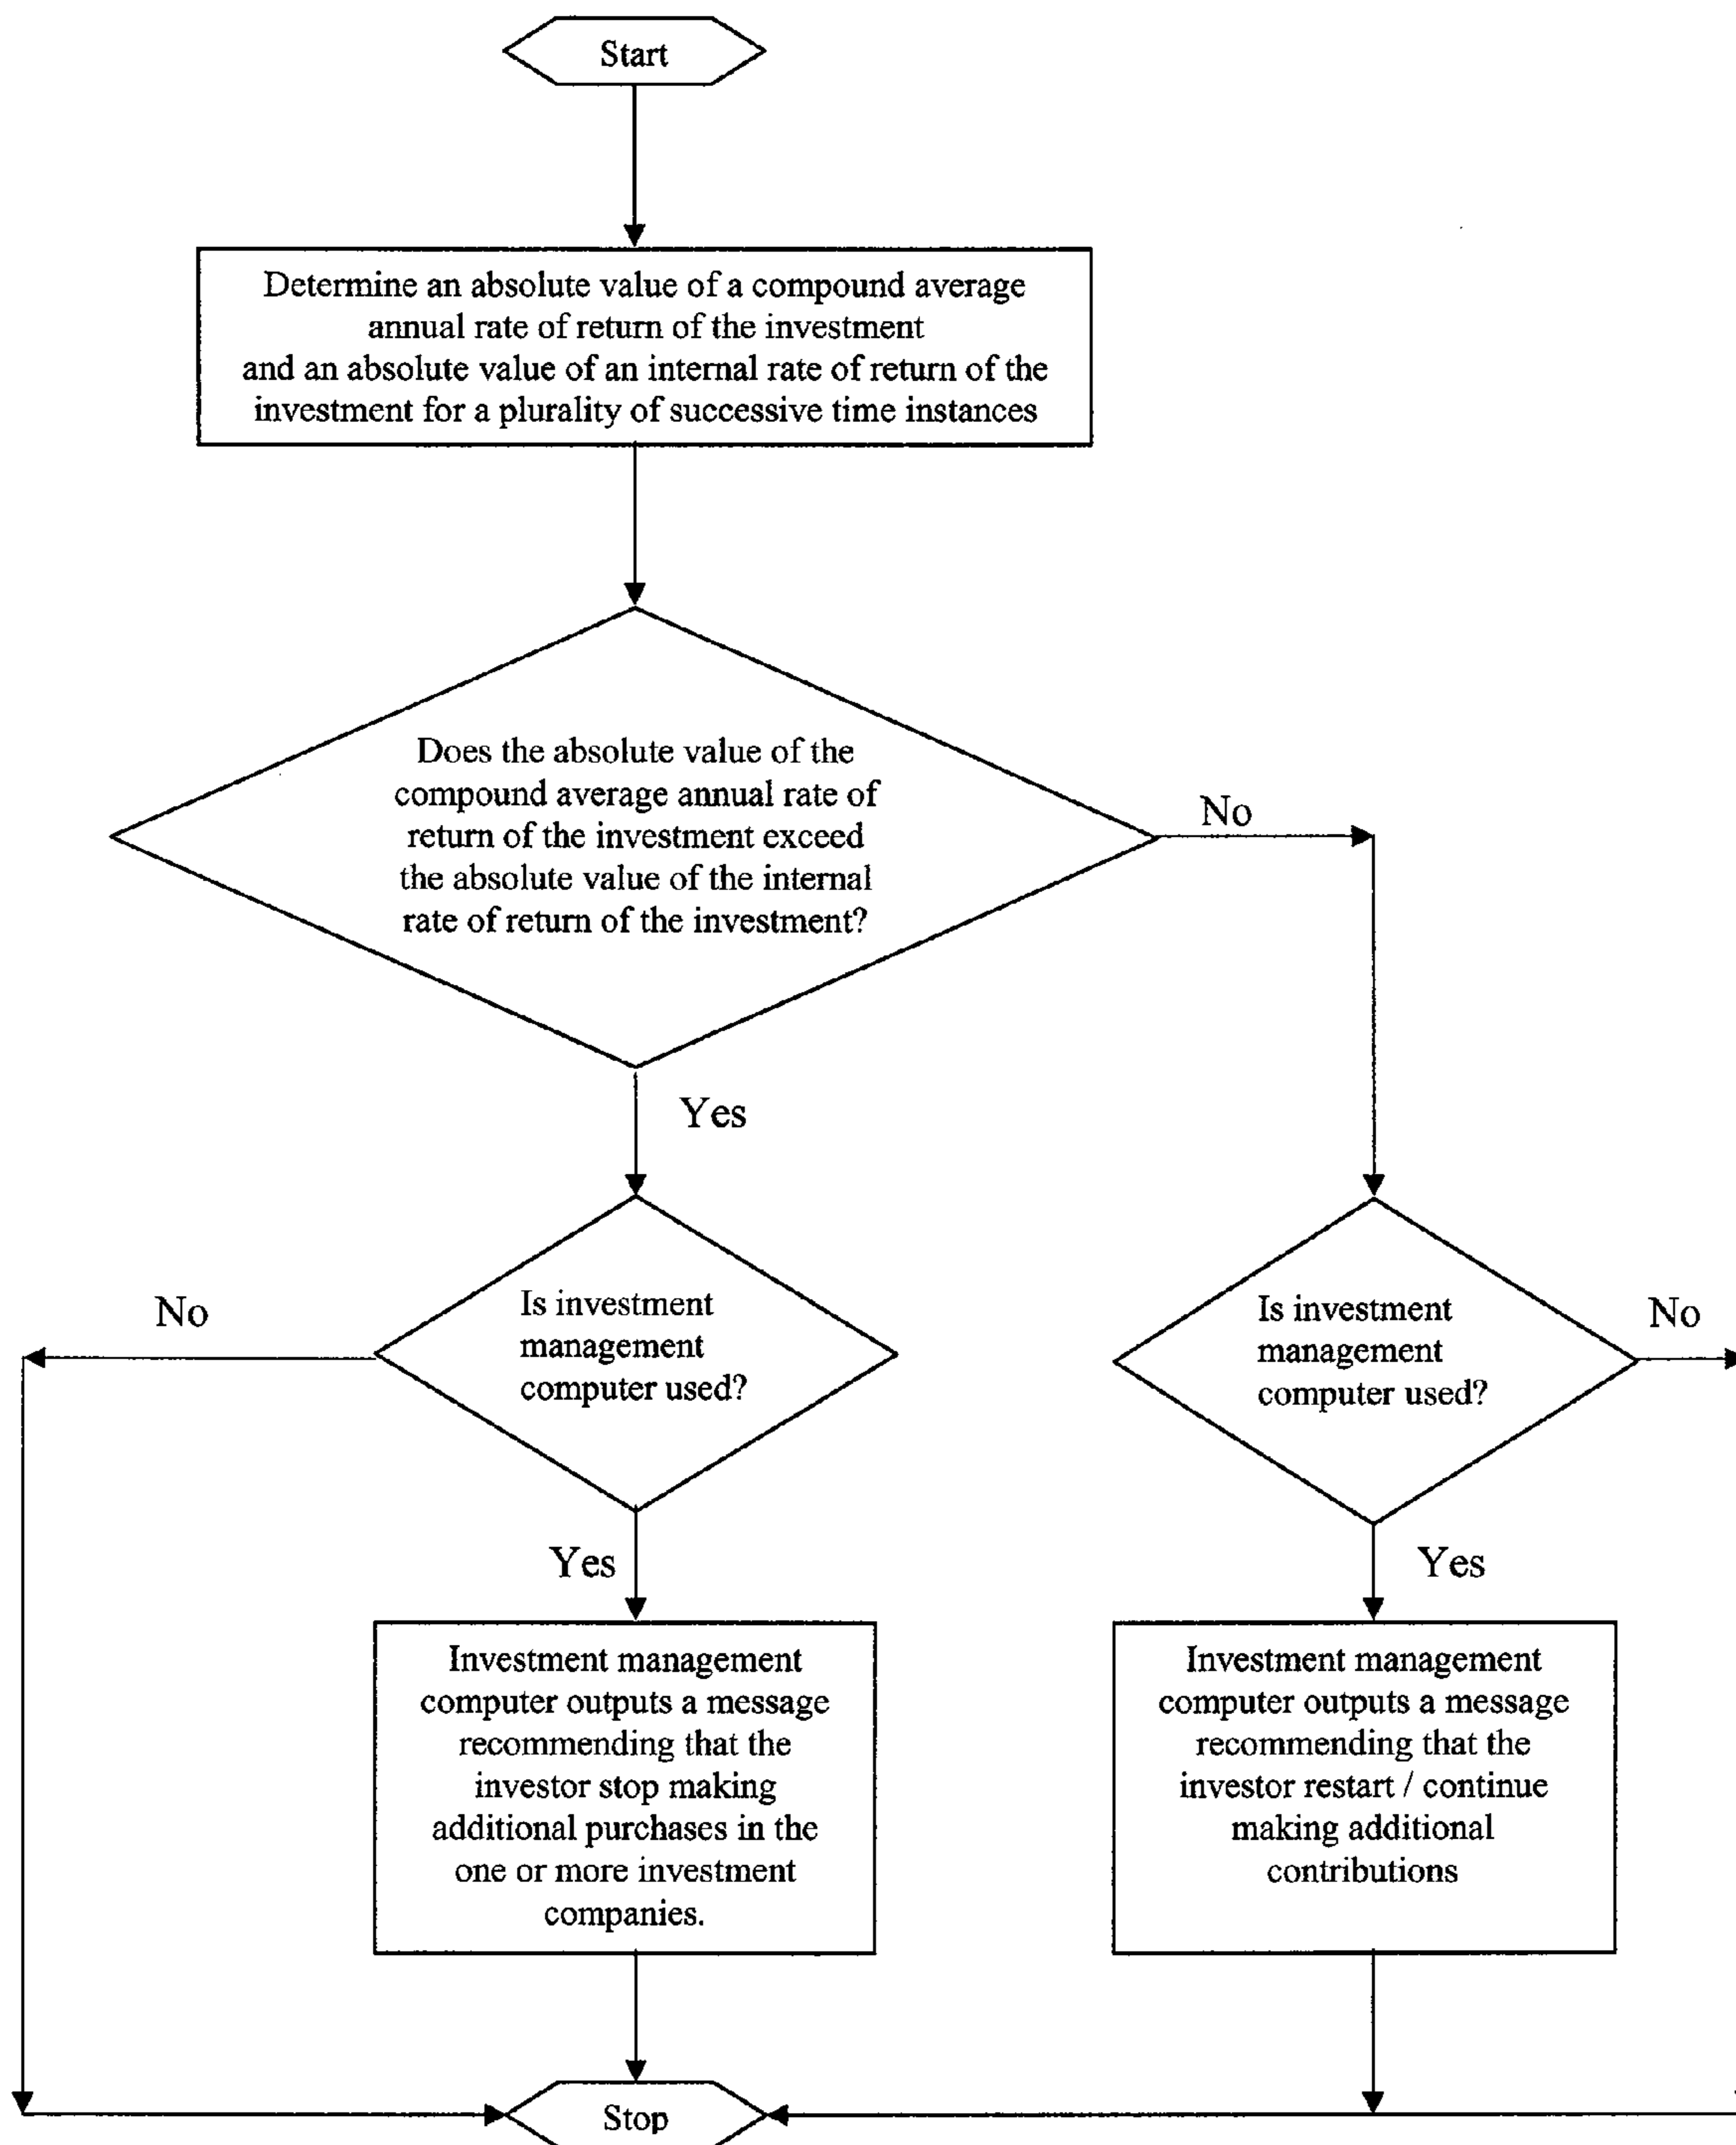 Start
Determine an absolute value of a compound average
annual rate of return of the investment
and an absolute value of an internal rate of return of the
investment for a plurality of successive time instances
Does the absolute value of the
compound average annual rate of
return of the investment exceed
the absolute value of the internal
rate of return of the investment?
No
Yes
Is investment
management
computer used?
No
Yes
Is investment
management
computer used?
No
Yes
Investment management
computer outputs a message
recommending that the
investor stop making
additional purchases in the
one or more investment
companies.
Investment management
computer outputs a message
recommending that the
investor restart / continue
making additional
contributions
Stop